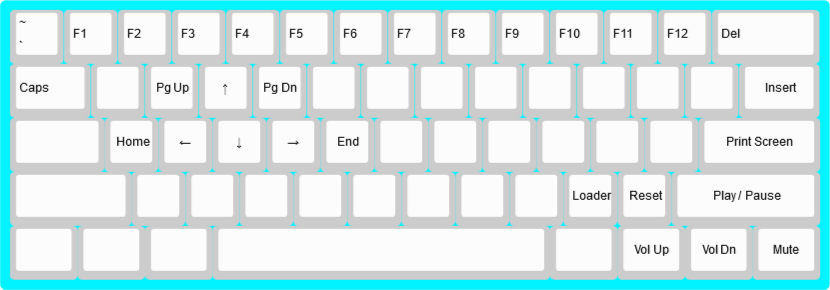 ~
`
F1 F2 F3 F4 F5 F6 F7 F8 F9 F10 F11 F12 Del
Caps Pg Up ↑ Pg Dn Insert
Home ← ↓ → End Print Screen
Loader Reset Play / Pause
Vol Up Vol Dn Mute